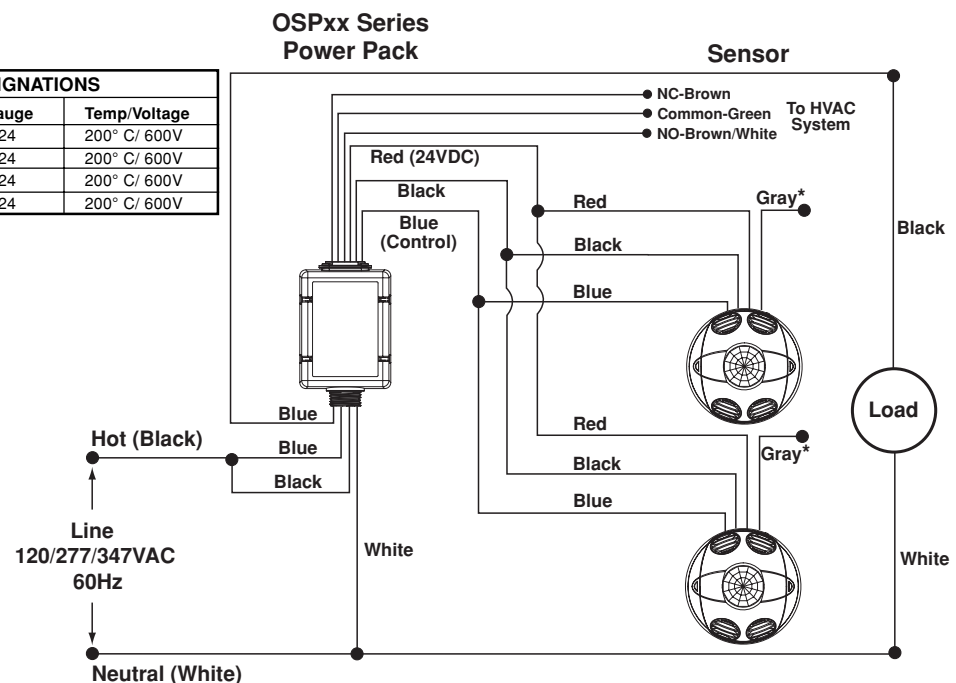 OSPxx Series
Power Pack
Sensor
IGNATIONS
auge Temp/Voltage
24 200° C/ 600V
24 200° C/ 600V
24 200° C/ 600V
24 200° C/ 600V
NC-Brown
Common-Green
NO-Brown/White
To HVAC
System
Red (24VDC)
Black
Blue
(Control)
Red
Gray*
Black
Blue
Black
Load
Blue
Hot (Black)
Blue
Black
Red
Gray*
Black
Blue
Line
120/277/347VAC
60Hz
White
White
Neutral (White)